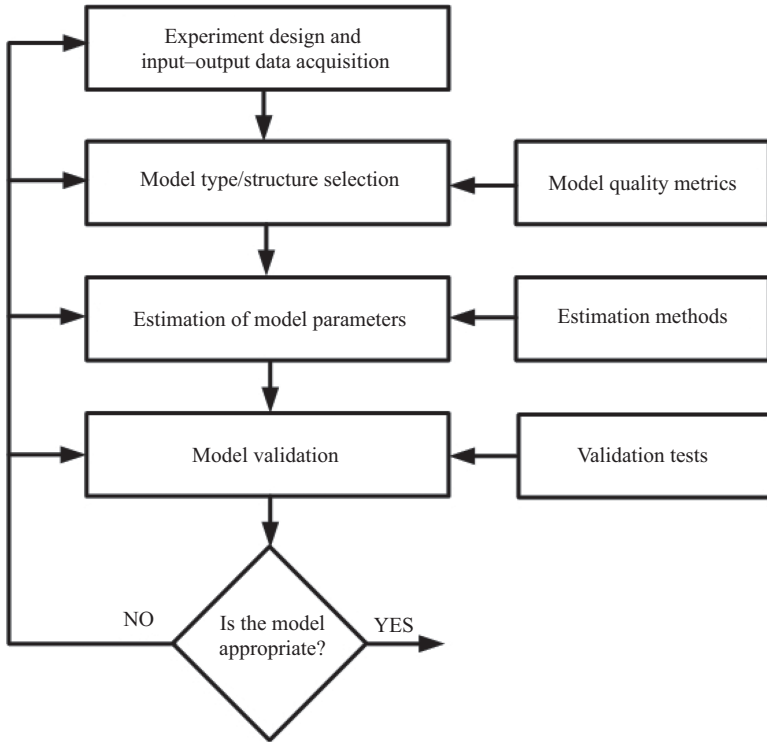 Experiment design and
input–output data acquisition
Model type/structure selection
Model quality metrics
Estimation of model parameters
Estimation methods
Model validation
Validation tests
Is the model
appropriate?
NO
YES